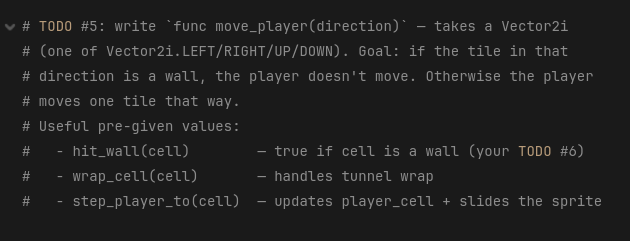 # TODO #5: write `func move_player(direction)` — takes a Vector2i
# (one of Vector2i.LEFT/RIGHT/UP/DOWN). Goal: if the tile in that
# direction is a wall, the player doesn't move. Otherwise the player
# moves one tile that way.
# Useful pre-given values:
#   - hit_wall(cell)        — true if cell is a wall (your TODO #6)
#   - wrap_cell(cell)       — handles tunnel wrap
#   - step_player_to(cell)  — updates player_cell + slides the sprite